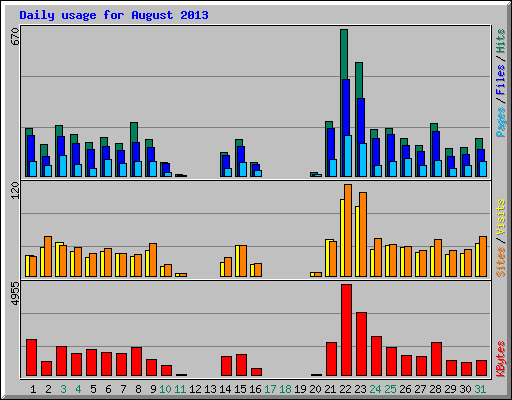 Daily usage for August 2013
670
Pages / Files / Hits
120
Sites / Visits
4955
KBytes
1 2 3 4 5 6 7 8 9 10 11 12 13 14 15 16 17 18 19 20 21 22 23 24 25 26 27 28 29 30 31